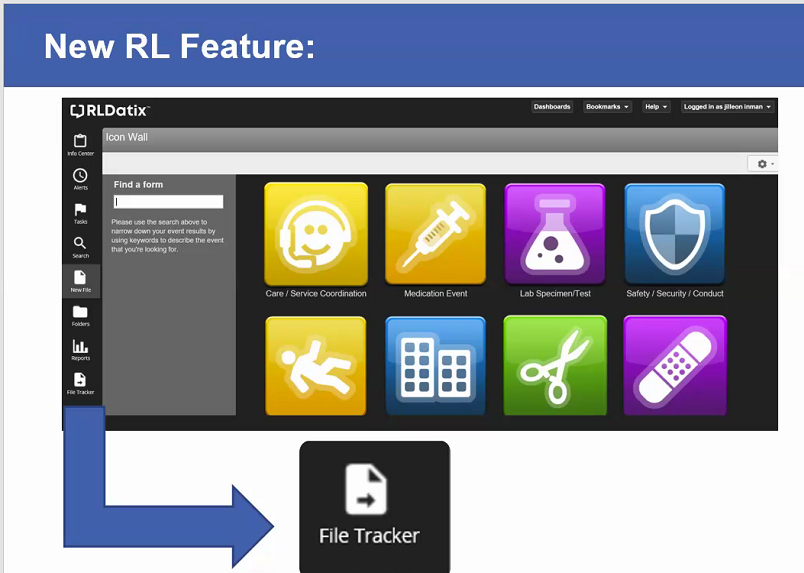 New RL Feature:
RLDatix™
Dashboards
Bookmarks
Help
Logged in as jilleon inman
Icon Wall
Info Center
Alerts
Tasks
Search
New File
Folders
Reports
File Tracker
Find a form
Please use the search above to
narrow down your event results by
using keywords to describe the event
that you're looking for.
Care / Service Coordination
Medication Event
Lab Specimen/Test
Safety / Security / Conduct
File Tracker